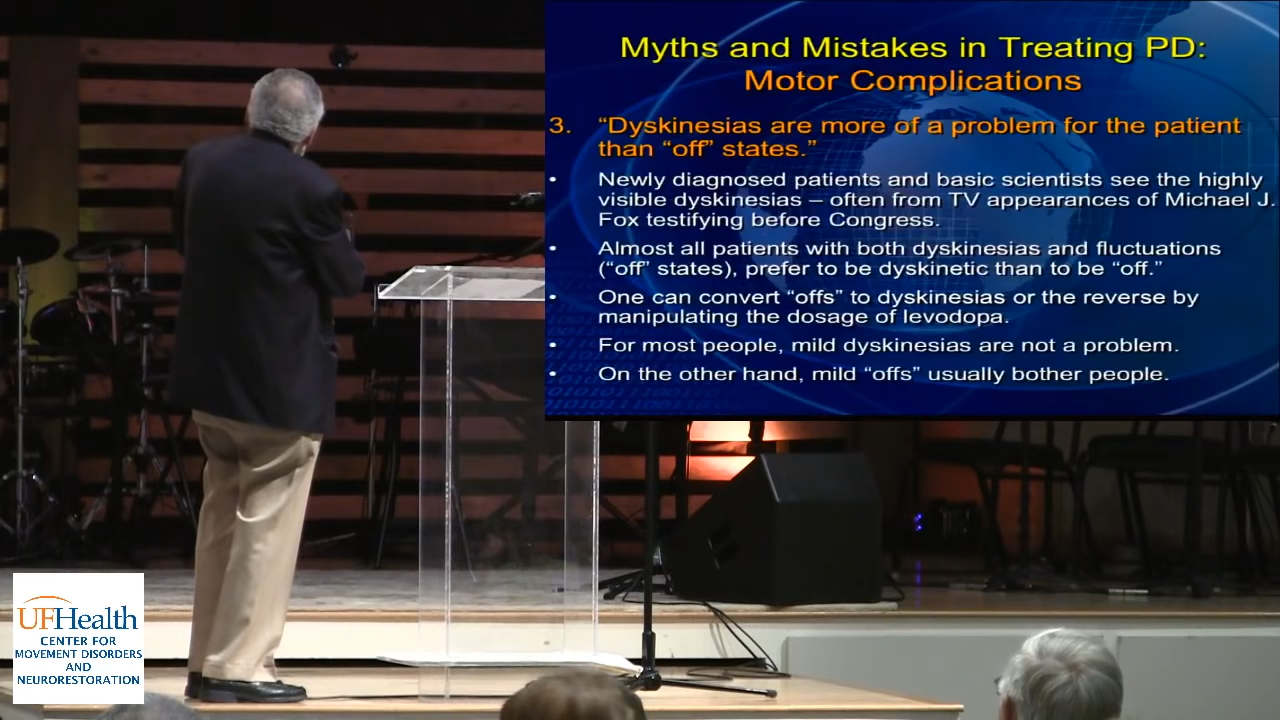 Myths and Mistakes in Treating PD:
Motor Complications
3. “Dyskinesias are more of a problem for the patient
than “off” states.”
• Newly diagnosed patients and basic scientists see the highly
visible dyskinesias – often from TV appearances of Michael J.
Fox testifying before Congress.
• Almost all patients with both dyskinesias and fluctuations
(“off” states), prefer to be dyskinetic than to be “off.”
• One can convert “offs” to dyskinesias or the reverse by
manipulating the dosage of levodopa.
• For most people, mild dyskinesias are not a problem.
• On the other hand, mild “offs” usually bother people.
UFHealth
CENTER FOR
MOVEMENT DISORDERS
AND
NEURORESTORATION